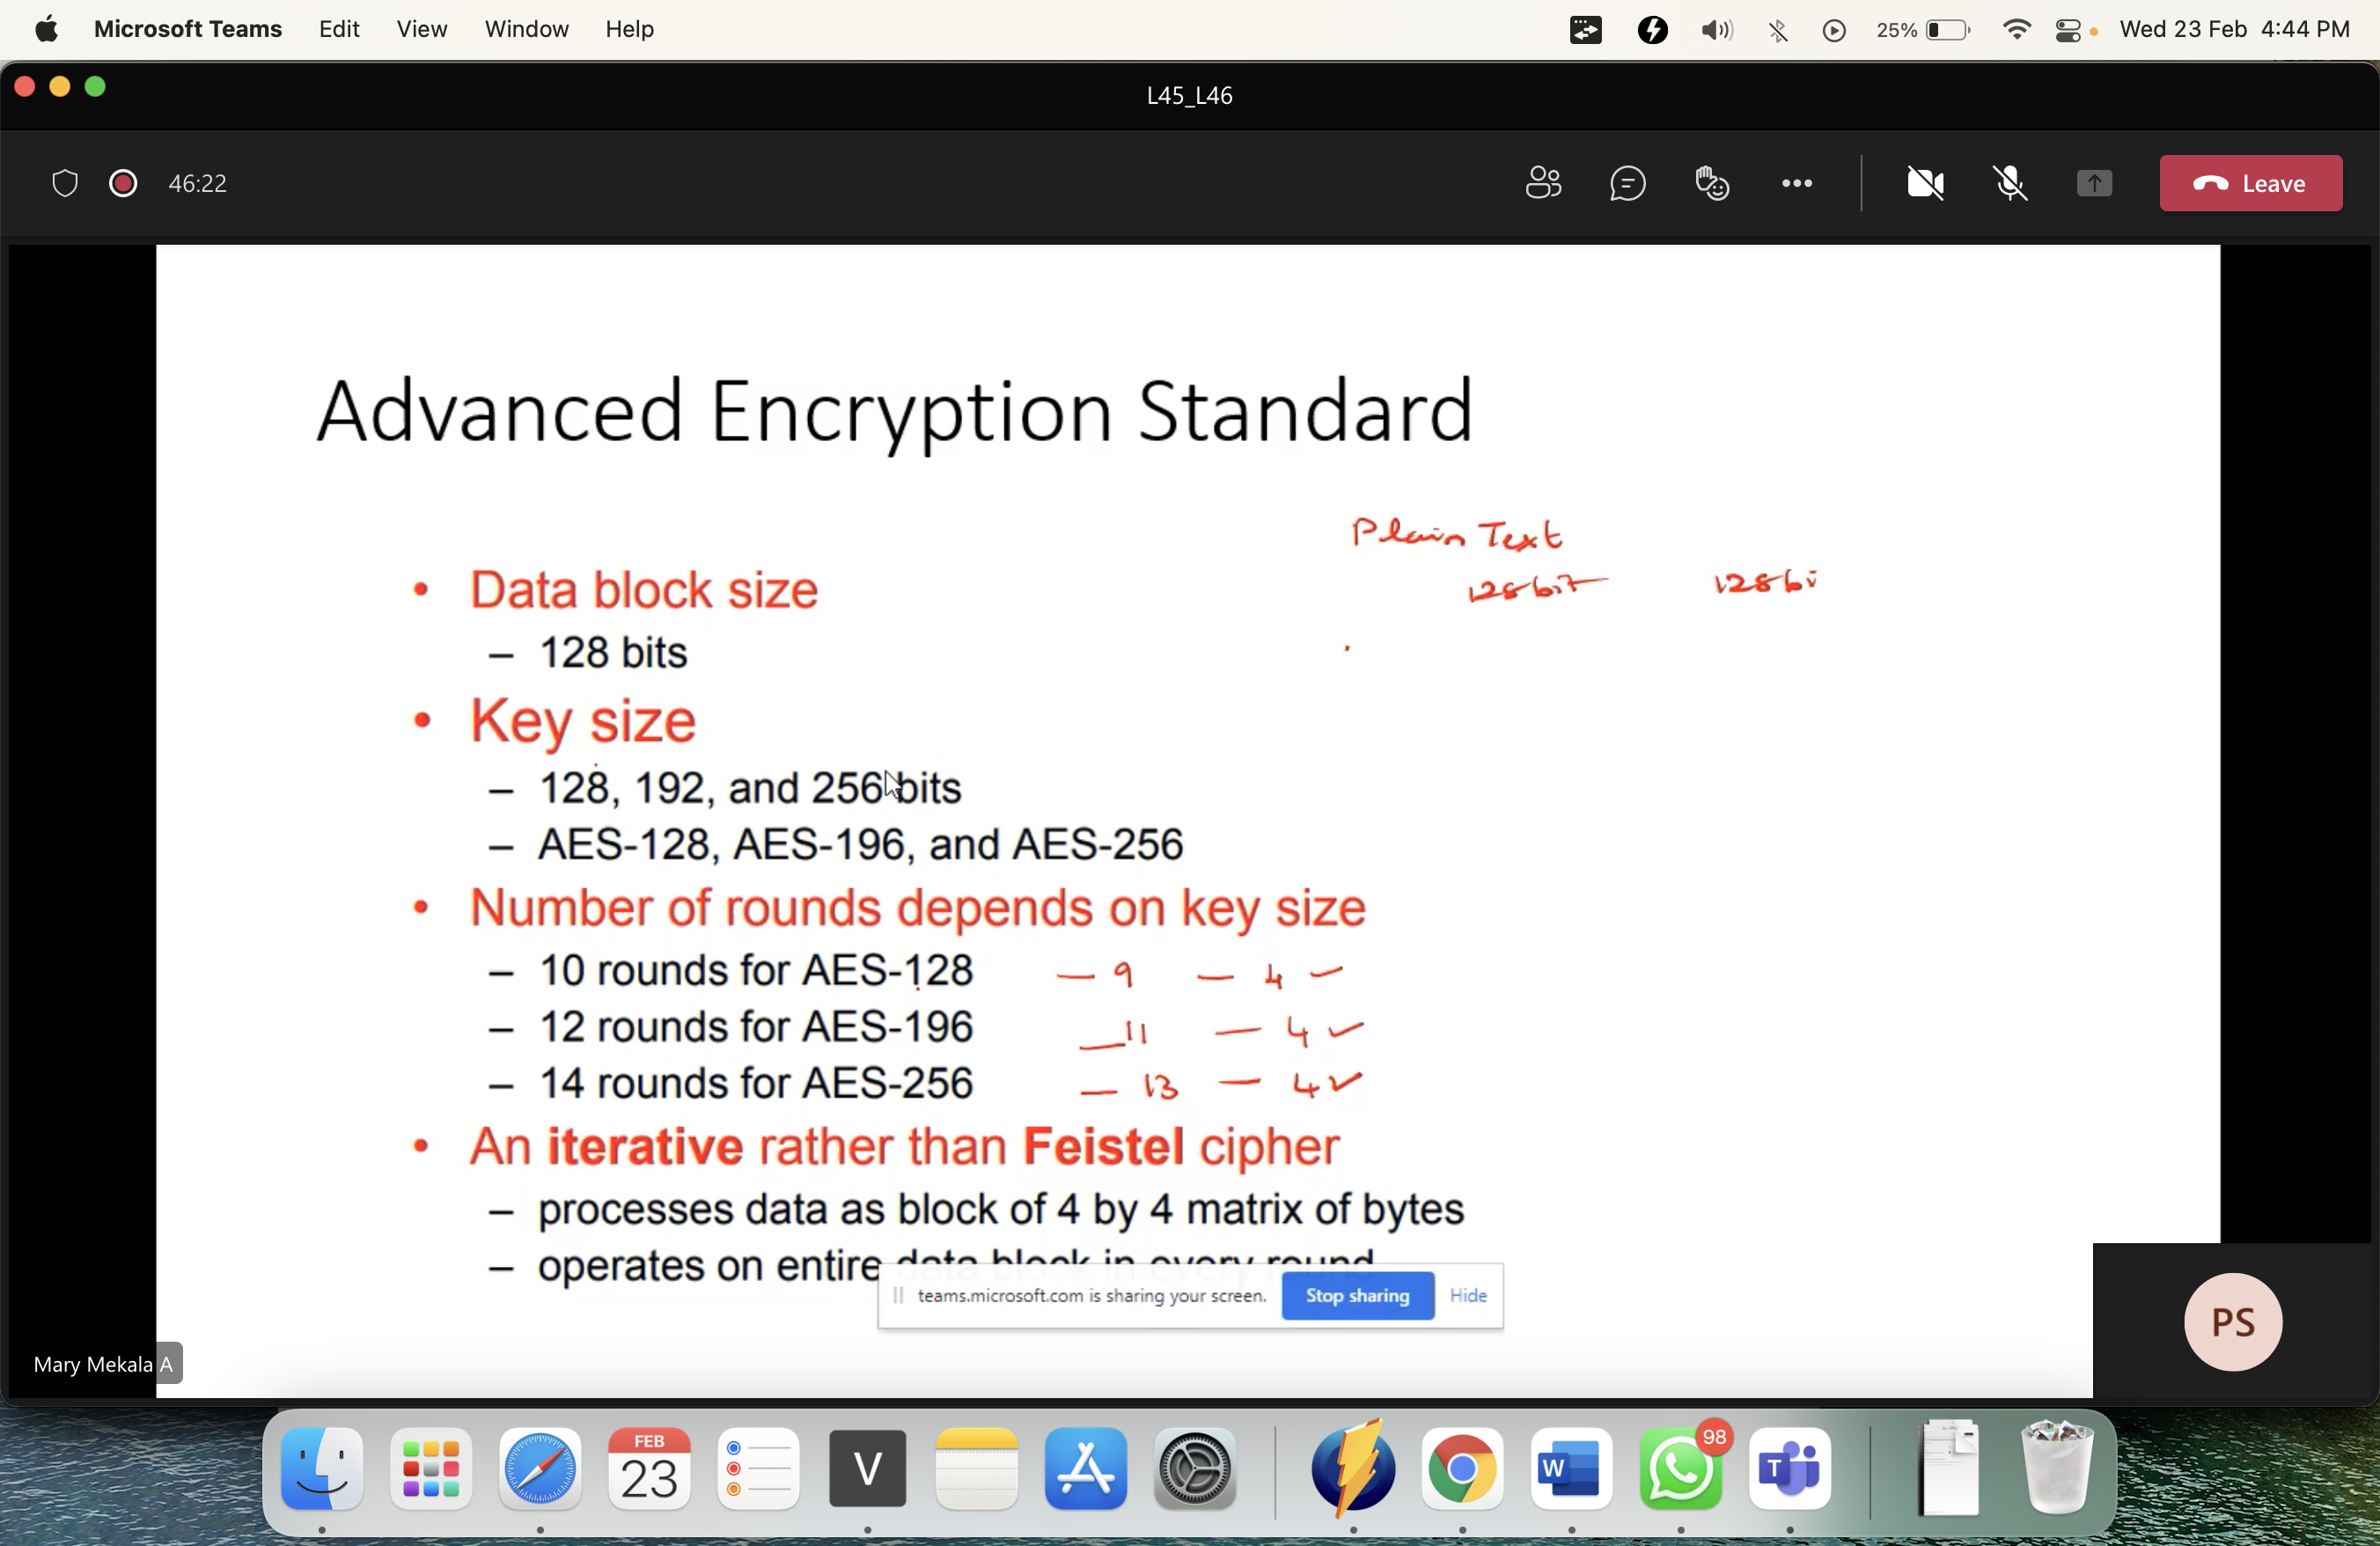 Microsoft Teams Edit View Window Help 25% Wed 23 Feb 4:44 PM
L45_L46
46:22 Leave
Advanced Encryption Standard
Plain Text
128bit 128bi
• Data block size
– 128 bits
• Key size
– 128, 192, and 256 bits
– AES-128, AES-196, and AES-256
• Number of rounds depends on key size
– 10 rounds for AES-128 – 9 – 4 –
– 12 rounds for AES-196 – 11 – 4 ✓
– 14 rounds for AES-256 – 13 – 4 ✓
• An iterative rather than Feistel cipher
– processes data as block of 4 by 4 matrix of bytes
– operates on entire data block in every round
teams.microsoft.com is sharing your screen. Stop sharing Hide
PS
Mary Mekala A
FEB
23
V
W
98
T